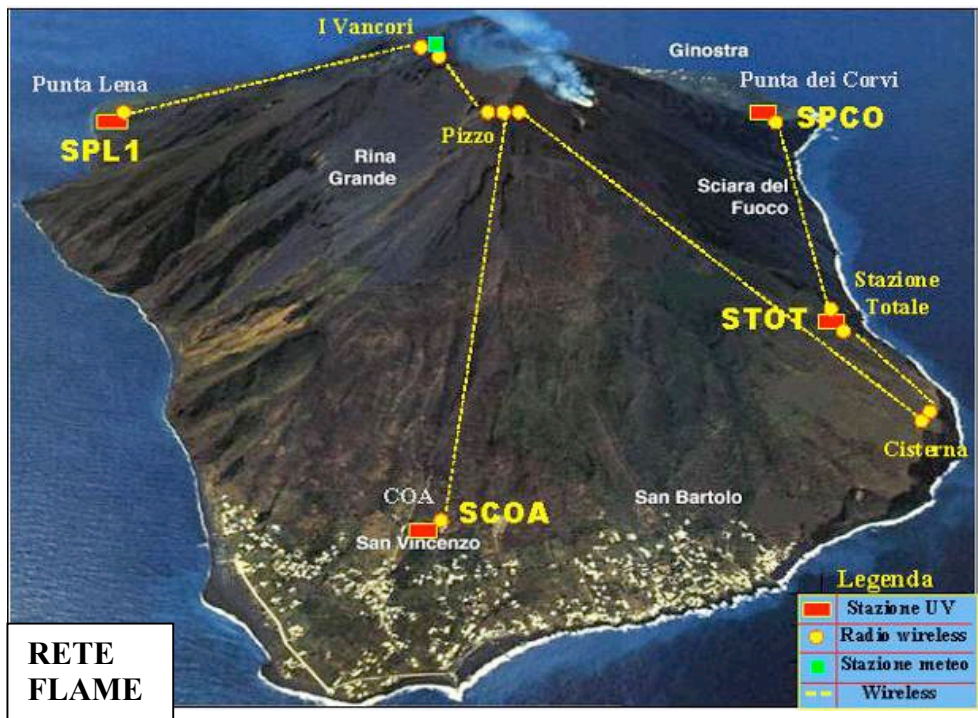 I Vancori
Ginostra
Punta Lena
Punta dei Corvi
SPL1
SPCO
Pizzo
Rina
Grande
Sciara del
Fuoco
Stazione
Totale
STOT
Cisterna
COA
SCOA
San Bartolo
San Vincenzo
Legenda
Stazione UV
Radio wireless
Stazione meteo
Wireless
RETE
FLAME